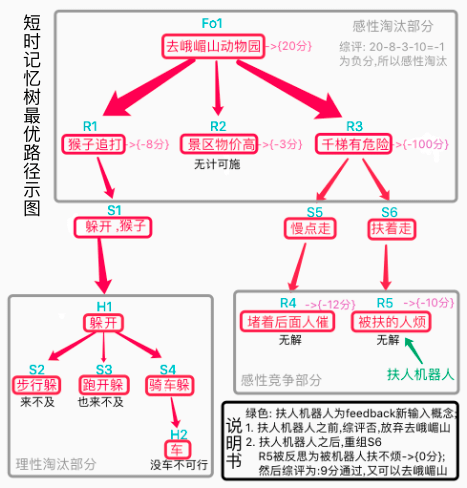 短时记忆树最优路径示图
Fo1
去峨嵋山动物园->{20分}
感性淘汰部分
综评: 20-8-3-10=-1
为负分,所以感性淘汰
R1
猴子追打->{-8分}
R2
景区物价高->{-3分}
无计可施
R3
千梯有危险->{-100分}
S1
躲开,猴子
S5
慢点走
S6
扶着走
H1
躲开
S2
步行躲
来不及
S3
跑开躲
也来不及
S4
骑车躲
H2
车
没车不可行
理性淘汰部分
R4 ->{-12分}
堵着后面人催
无解
R5 ->{-10分}
被扶的人烦
无解
扶人机器人
感性竞争部分
说明书
绿色: 扶人机器人为feedback新输入概念;
1. 扶人机器人之前,综评否,放弃去峨嵋山
2. 扶人机器人之后,重组S6
R5被反思为被机器人扶不烦->{0分};
然后综评为:9分通过,又可以去峨嵋山